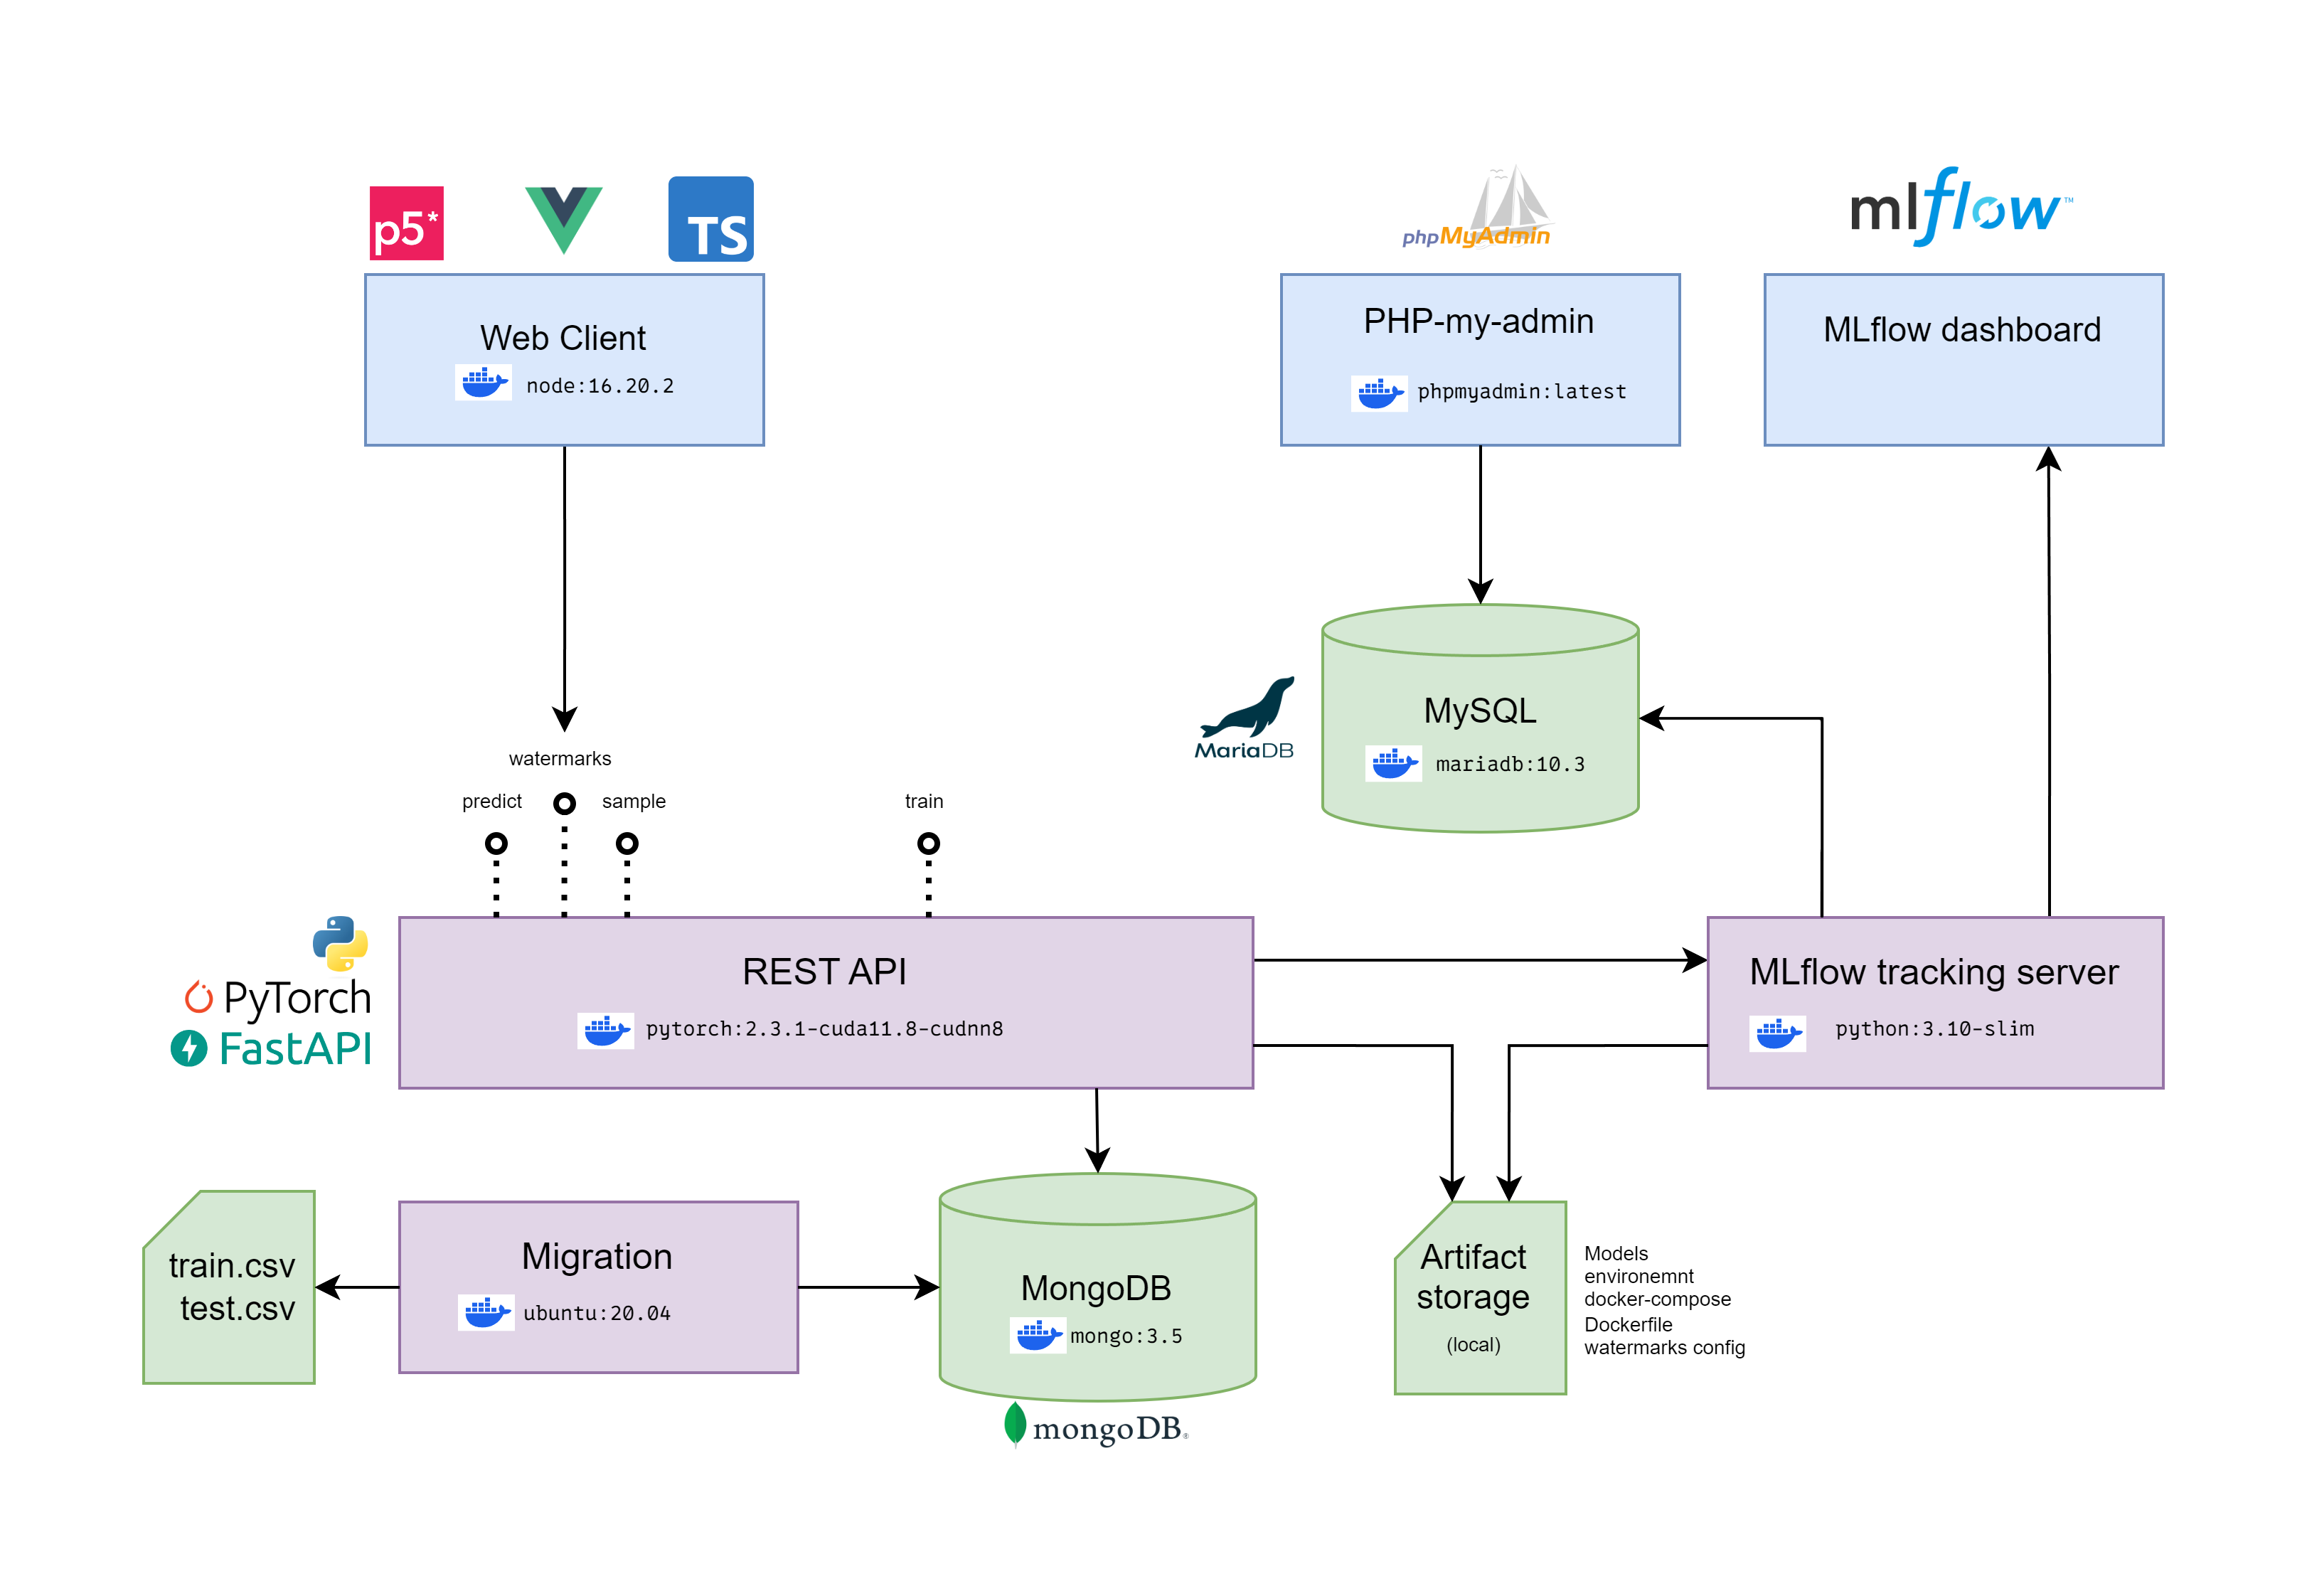 p5*
TS
phpMyAdmin
mlflow™
Web Client
node:16.20.2
PHP-my-admin
phpmyadmin:latest
MLflow dashboard
MySQL
mariadb:10.3
MariaDB
watermarks
predict
sample
train
REST API
pytorch:2.3.1-cuda11.8-cudnn8
PyTorch
FastAPI
MLflow tracking server
python:3.10-slim
train.csv
test.csv
Migration
ubuntu:20.04
MongoDB
mongo:3.5
mongoDB®
Artifact
storage
(local)
Models
environemnt
docker-compose
Dockerfile
watermarks config